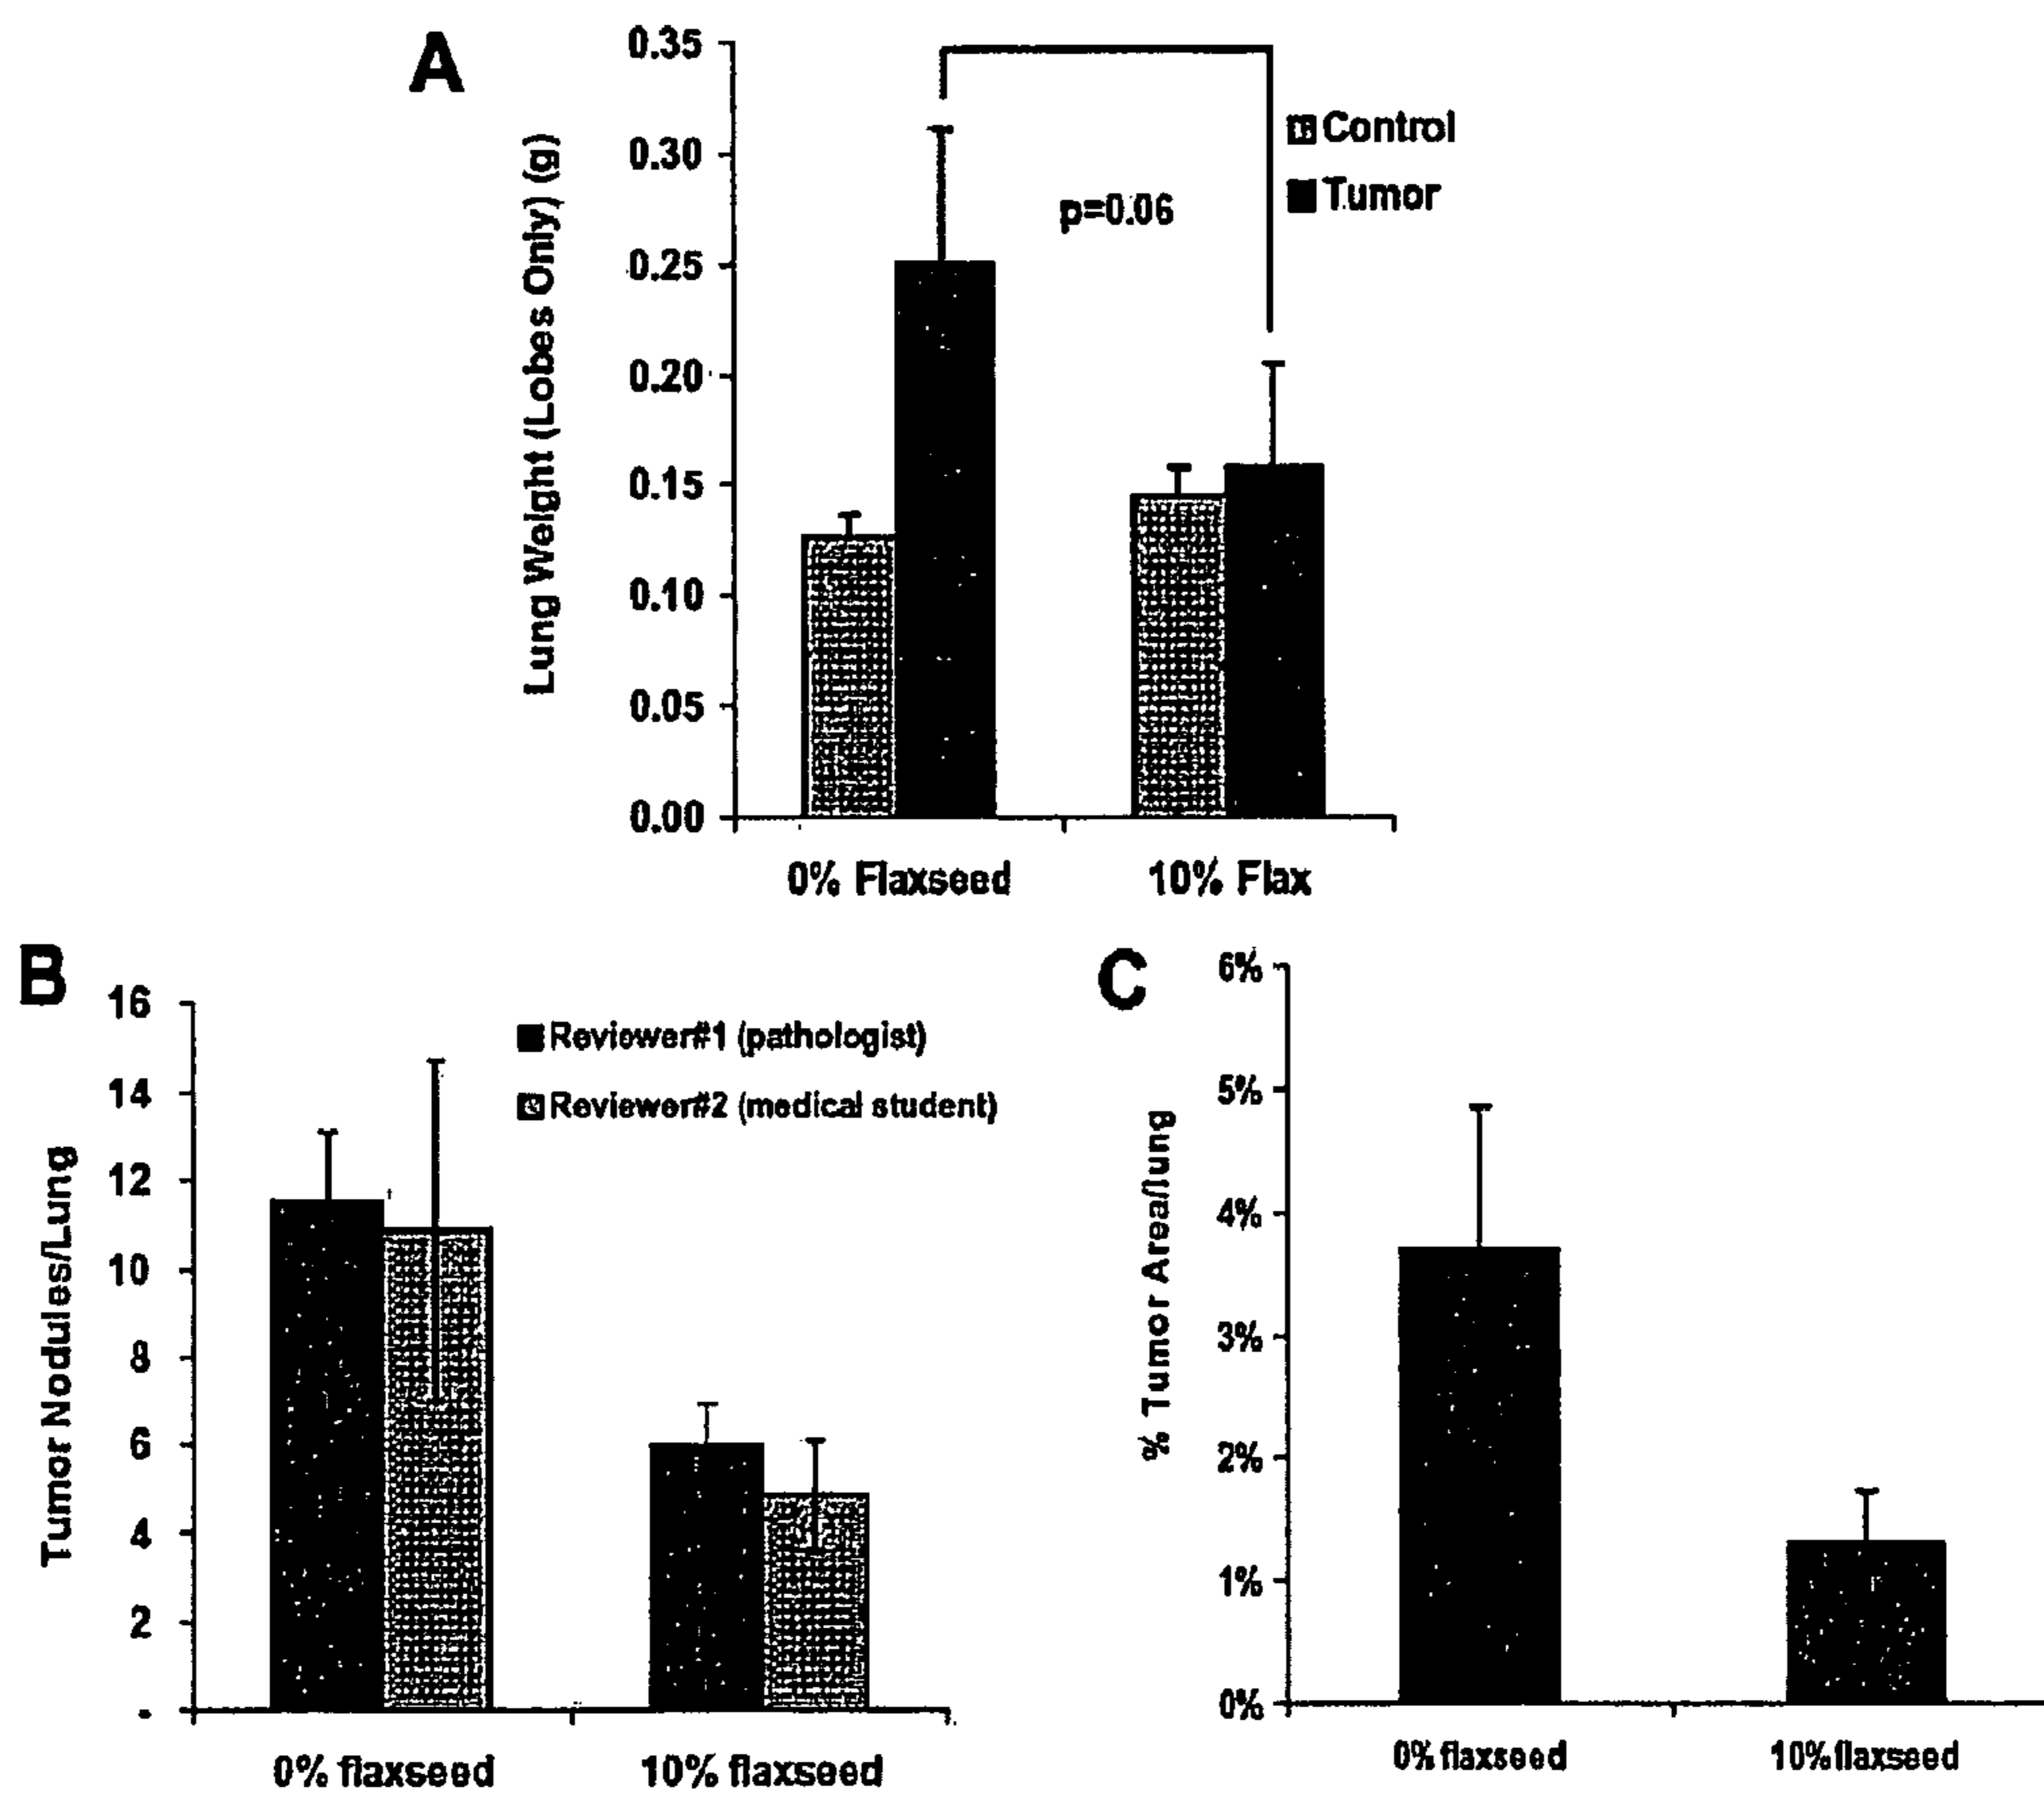 A
Lung Weight (Lobes Only) (g)
0.35
0.30
0.25
0.20
0.15
0.10
0.05
0.00
p=0.06
Control
Tumor
0% Flaxseed
10% Flax
B
Tumor Nodules/Lung
16
14
12
10
8
6
4
2
-
Reviewer#1 (pathologist)
Reviewer#2 (medical student)
0% flaxseed
10% flaxseed
C
% Tumor Area/lung
6%
5%
4%
3%
2%
1%
0%
0% flaxseed
10% flaxseed